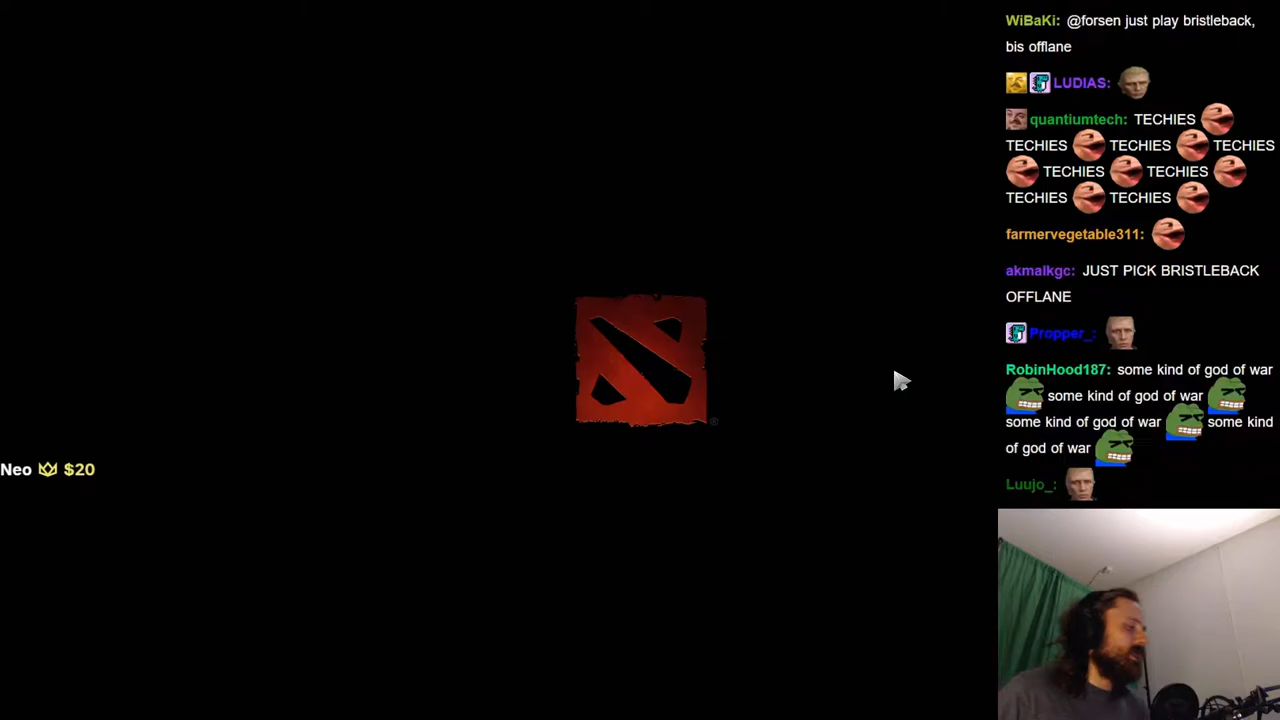 WiBaKi: @forsen just play bristleback,
bis offlane
LUDIAS:
quantiumtech: TECHIES
TECHIES TECHIES TECHIES
TECHIES TECHIES
TECHIES TECHIES
farmervegetable311:
akmalkgc: JUST PICK BRISTLEBACK
OFFLANE
Propper_:
RobinHood187: some kind of god of war
some kind of god of war
some kind of god of war some kind
of god of war
Luujo_:
Neo $20